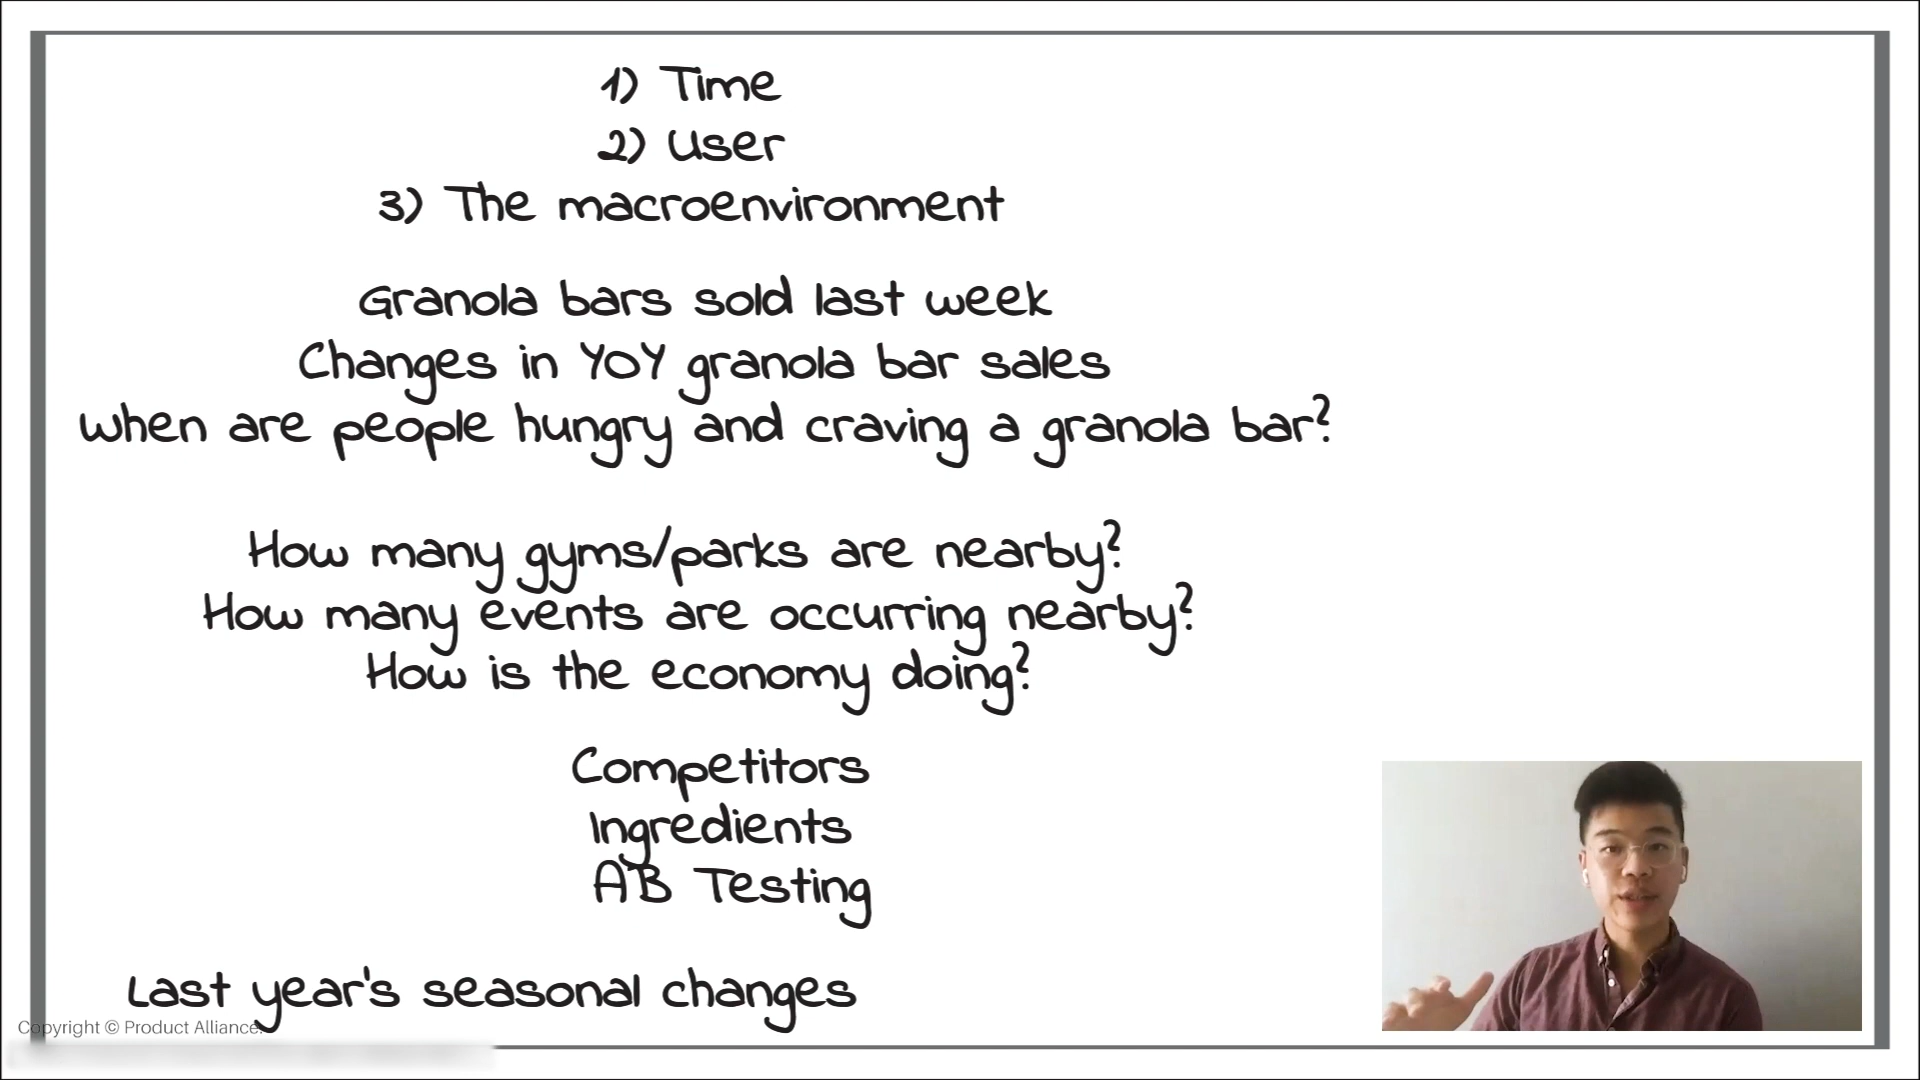 1) Time
2) User
3) The macroenvironment
Granola bars sold last week
Changes in YOY granola bar sales
When are people hungry and craving a granola bar?
How many gyms/parks are nearby?
How many events are occurring nearby?
How is the economy doing?
Competitors
Ingredients
AB Testing
Last year's seasonal changes
Copyright © Product Alliance.